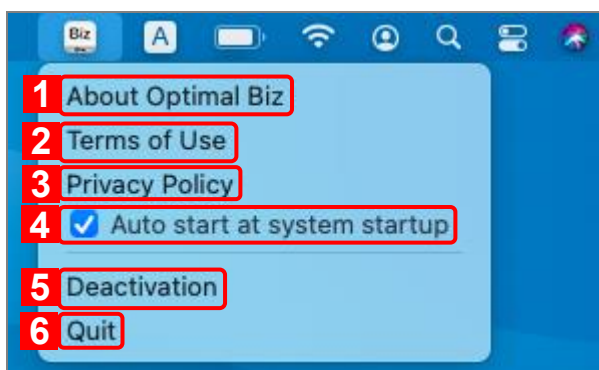 Biz
A
1 About Optimal Biz
2 Terms of Use
3 Privacy Policy
4 Auto start at system startup
5 Deactivation
6 Quit